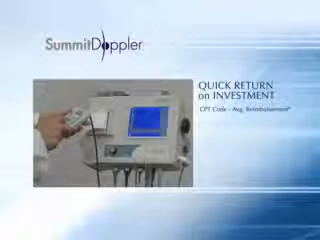 SummitDoppler
QUICK RETURN
on INVESTMENT
CPT Code - Avg. Reimbursement*